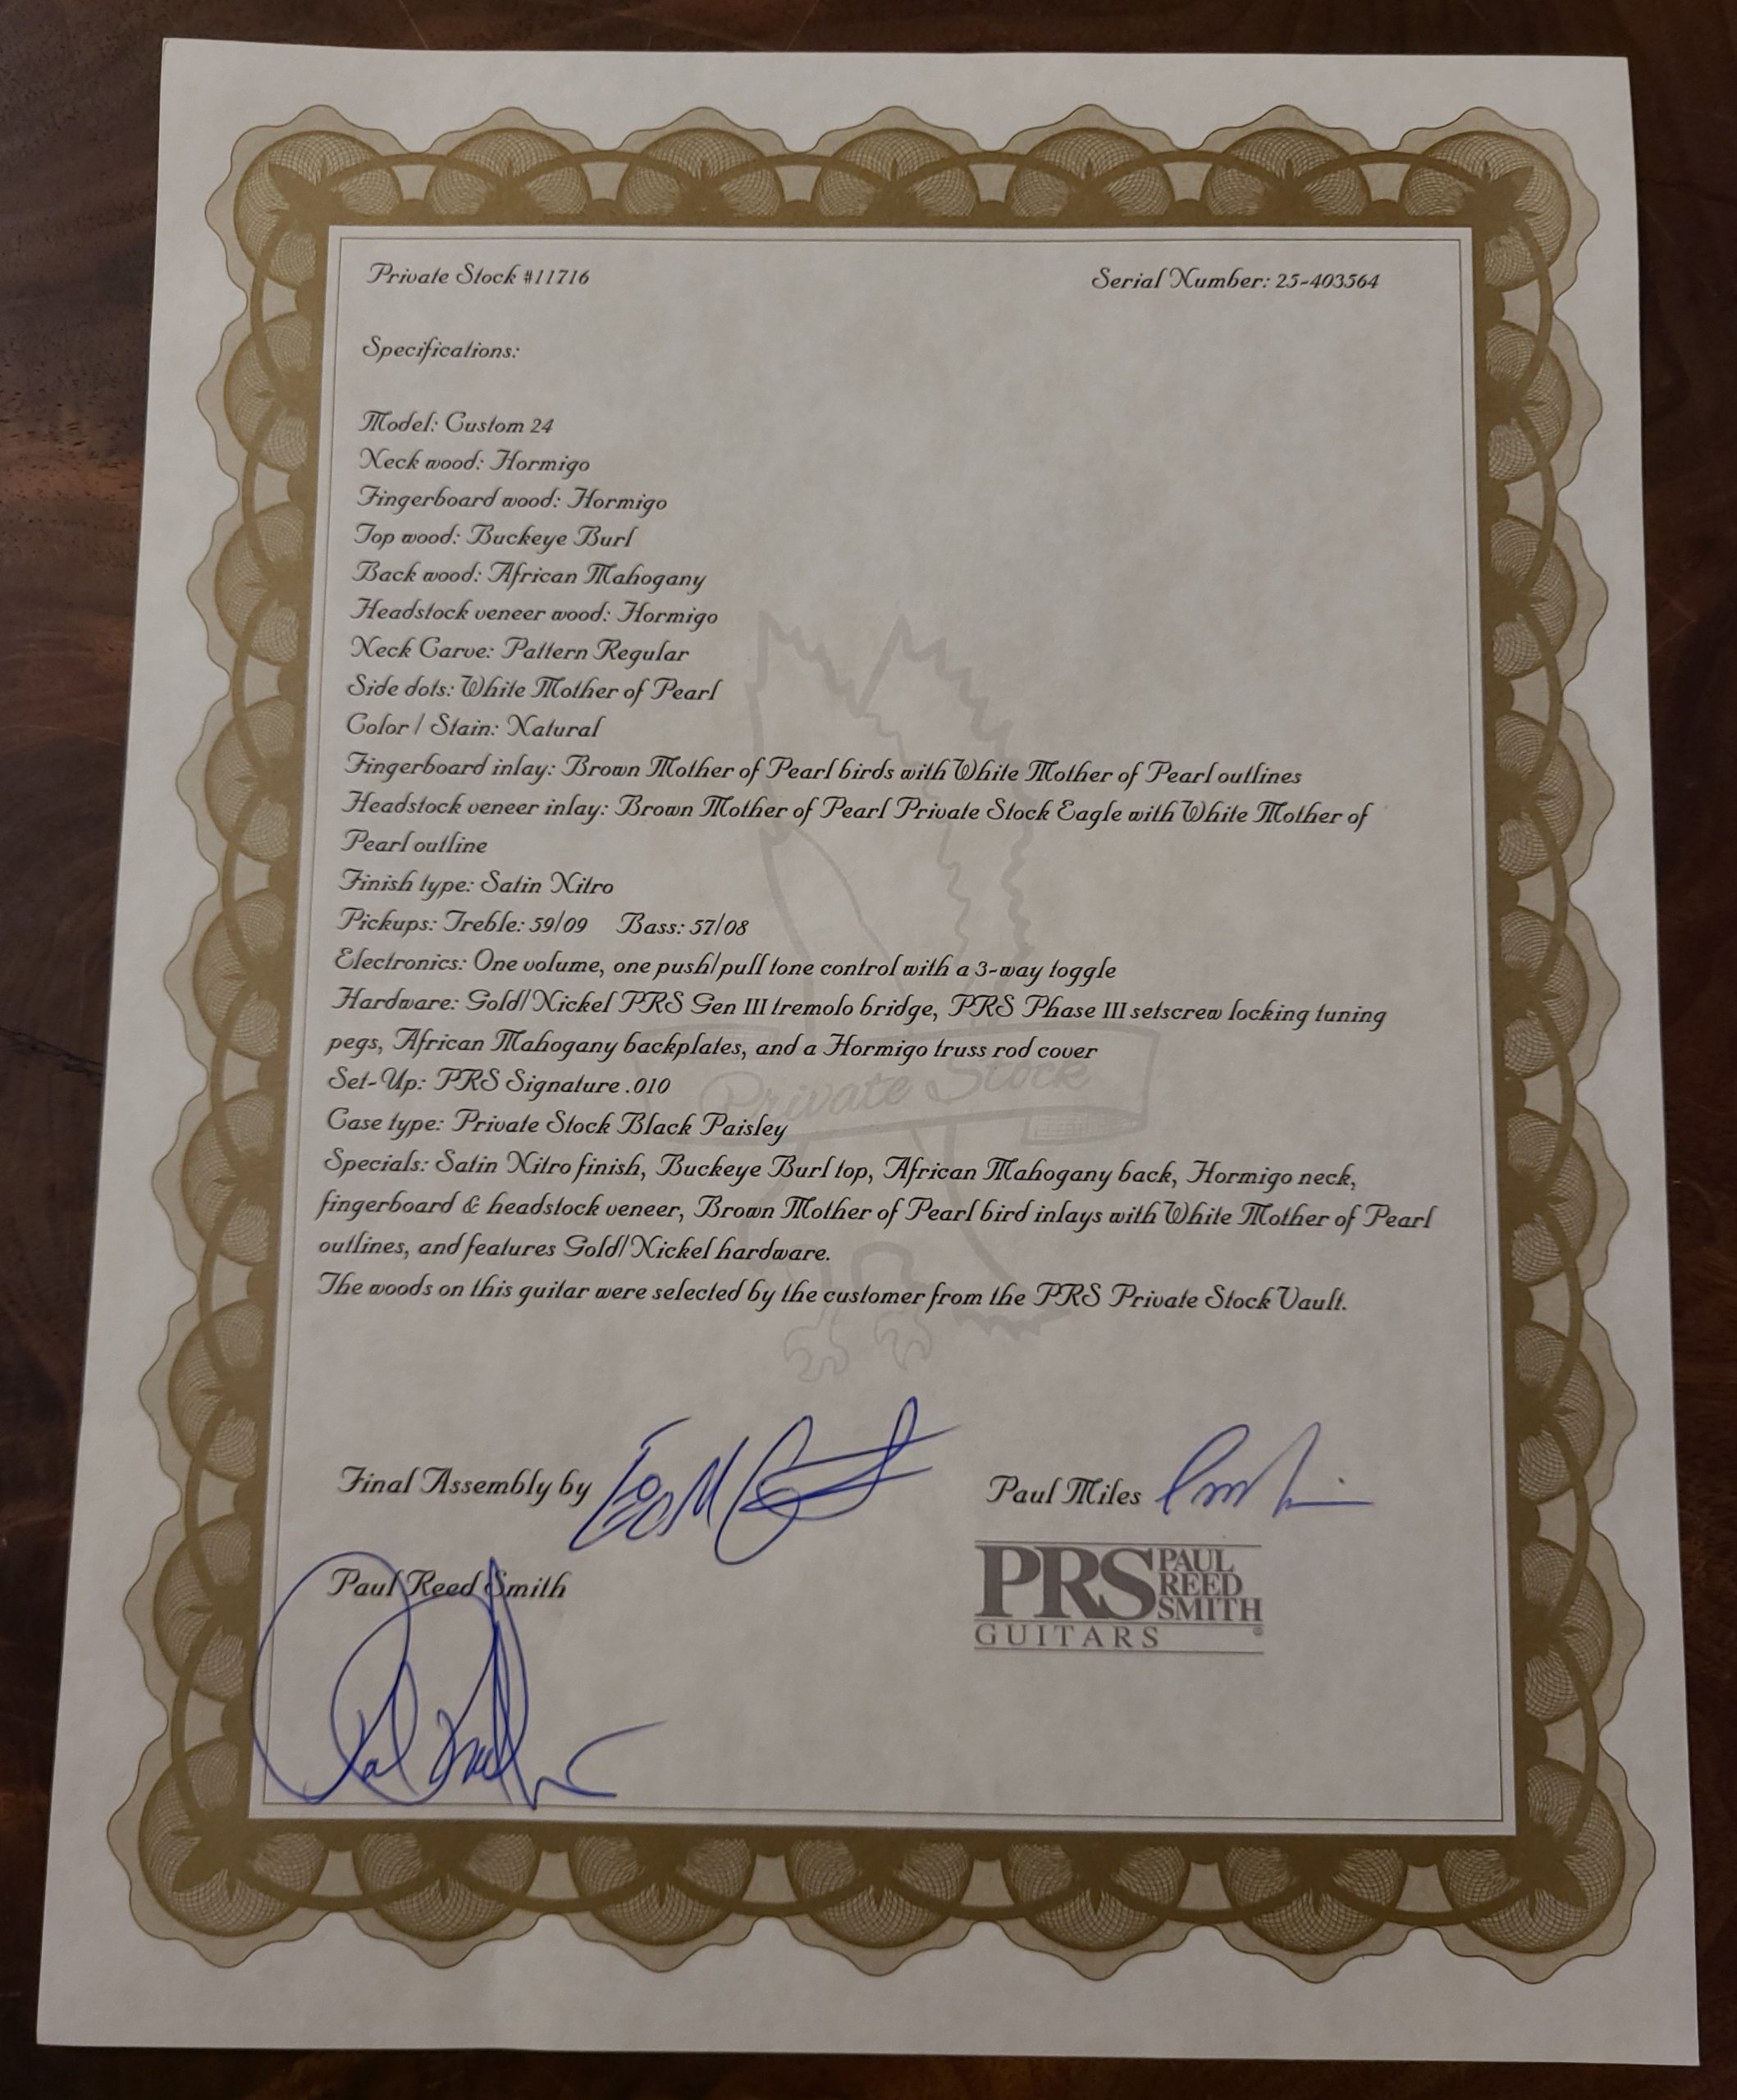 Private Stock #11716
Serial Number: 25-403564
Specifications:
Model: Custom 24
Neck wood: Hormigo
Fingerboard wood: Hormigo
Top wood: Buckeye Burl
Back wood: African Mahogany
Headstock veneer wood: Hormigo
Neck Carve: Pattern Regular
Side dots: White Mother of Pearl
Color / Stain: Natural
Fingerboard inlay: Brown Mother of Pearl birds with White Mother of Pearl outlines
Headstock veneer inlay: Brown Mother of Pearl Private Stock Eagle with White Mother of
Pearl outline
Finish type: Satin Nitro
Pickups: Treble: 59/09 Bass: 57/08
Electronics: One volume, one push/pull tone control with a 3-way toggle
Hardware: Gold/Nickel PRS Gen III tremolo bridge, PRS Phase III setscrew locking tuning
pegs, African Mahogany backplates, and a Hormigo truss rod cover
Set-Up: PRS Signature .010
Private Stock
Case type: Private Stock Black Paisley
Specials: Satin Nitro finish, Buckeye Burl top, African Mahogany back, Hormigo neck,
fingerboard & headstock veneer, Brown Mother of Pearl bird inlays with White Mother of Pearl
outlines, and features Gold/Nickel hardware.
The woods on this guitar were selected by the customer from the PRS Private Stock Vault.
Final Assembly by
Paul Miles
Paul Reed Smith
PRS PAUL REED SMITH
GUITARS